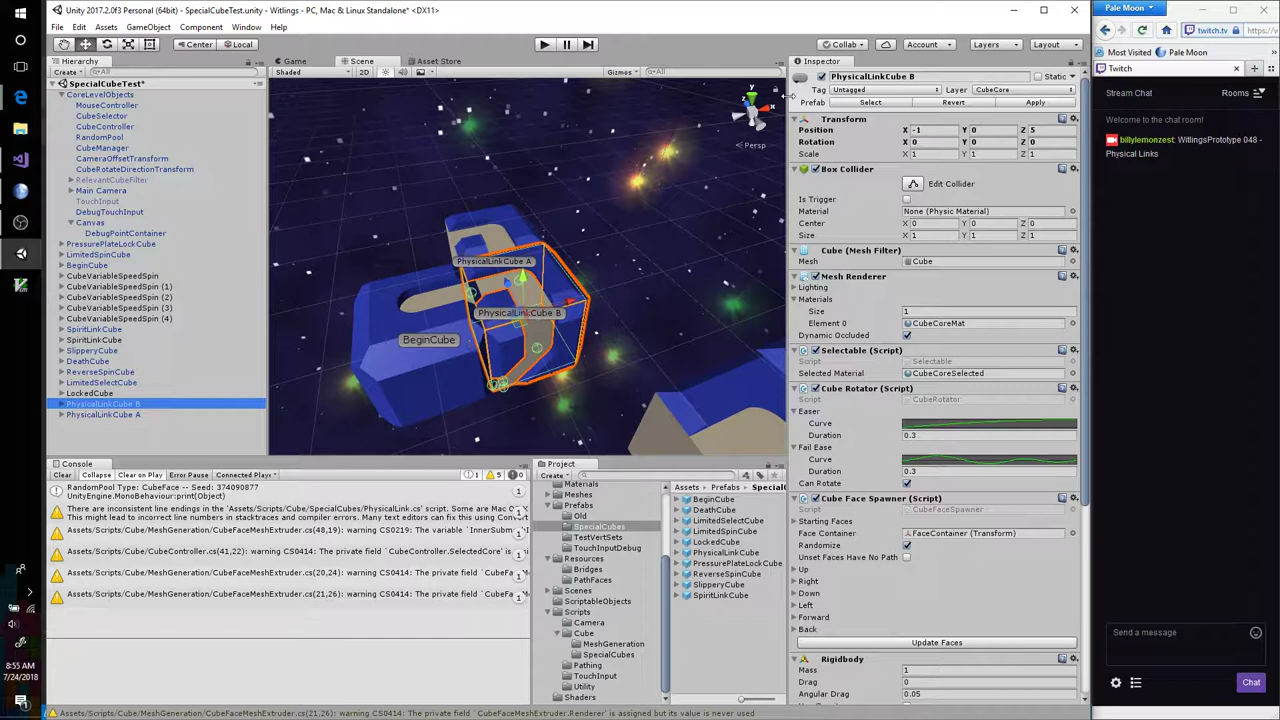 Unity 2017.2.0f3 Personal (64bit) - SpecialCubeTest.unity - Witlings - PC, Mac & Linux Standalone* <DX11>
File Edit Assets GameObject Component Window Help
Center Local
Collab Account Layers Layout
Hierarchy
Create All
SpecialCubeTest*
CoreLevelObjects
MouseController
CubeSelector
CubeController
RandomPool
CubeManager
CameraOffsetTransform
CubeRotateDirectionTransform
RelevantCubeFilter
Main Camera
TouchInput
DebugTouchInput
Canvas
DebugPointContainer
PressurePlateLockCube
LimitedSpinCube
BeginCube
CubeVariableSpeedSpin
CubeVariableSpeedSpin (1)
CubeVariableSpeedSpin (2)
CubeVariableSpeedSpin (3)
CubeVariableSpeedSpin (4)
SpiritLinkCube
SpiritLinkCube
SlipperyCube
DeathCube
ReverseSpinCube
LimitedSelectCube
LockedCube
PhysicalLinkCube B
PhysicalLinkCube A
Game Scene Asset Store
Shaded 2D Gizmos All
y
x
Persp
PhysicalLinkCube A
PhysicalLinkCube B
BeginCube
Console
Clear Collapse Clear on Play Error Pause Connected Play 1 5 0
RandomPool Type: CubeFace -- Seed: 374090877
UnityEngine.MonoBehaviour:print(Object)
1
There are inconsistent line endings in the 'Assets/Scripts/Cube/SpecialCubes/PhysicalLink.cs' script. Some are Mac O
This might lead to incorrect line numbers in stacktraces and compiler errors. Many text editors can fix this using Convert
1
Assets/Scripts/Cube/MeshGeneration/CubeFaceMeshExtruder.cs(48,19): warning CS0219: The variable `InnerSubm
1
Assets/Scripts/Cube/CubeController.cs(41,22): warning CS0414: The private field `CubeController.SelectedCore' is
1
Assets/Scripts/Cube/MeshGeneration/CubeFaceMeshExtruder.cs(20,24): warning CS0414: The private field `CubeFa
1
Assets/Scripts/Cube/MeshGeneration/CubeFaceMeshExtruder.cs(21,26): warning CS0414: The private field `CubeFa
1
Assets/Scripts/Cube/MeshGeneration/CubeFaceMeshExtruder.cs(21,26): warning CS0414: The private field `CubeFaceMeshExtruder.Renderer' is assigned but its value is never used
Project
Create
Materials
Meshes
Prefabs
Old
SpecialCubes
TestVertSets
TouchInputDebug
Resources
Bridges
PathFaces
Scenes
ScriptableObjects
Scripts
Camera
Cube
MeshGeneration
SpecialCubes
Pathing
TouchInput
Utility
Shaders
Assets Prefabs Special
BeginCube
DeathCube
LimitedSelectCube
LimitedSpinCube
LockedCube
PhysicalLinkCube
PressurePlateLockCube
ReverseSpinCube
SlipperyCube
SpiritLinkCube
Inspector
PhysicalLinkCube B Static
Tag Untagged Layer CubeCore
Prefab Select Revert Apply
Transform
Position X -1 Y 0 Z 5
Rotation X 0 Y 0 Z 0
Scale X 1 Y 1 Z 1
Box Collider
Edit Collider
Is Trigger
Material None (Physic Material)
Center X 0 Y 0 Z 0
Size X 1 Y 1 Z 1
Cube (Mesh Filter)
Mesh Cube
Mesh Renderer
Lighting
Materials
Size 1
Element 0 CubeCoreMat
Dynamic Occluded
Selectable (Script)
Script Selectable
Selected Material CubeCoreSelected
Cube Rotator (Script)
Script CubeRotator
Easer
Curve
Duration 0.3
Fail Ease
Curve
Duration 0.3
Can Rotate
Cube Face Spawner (Script)
Script CubeFaceSpawner
Starting Faces
Face Container FaceContainer (Transform)
Randomize
Unset Faces Have No Path
Up
Right
Down
Left
Forward
Back
Update Faces
Rigidbody
Mass 1
Drag 0
Angular Drag 0.05
Pale Moon
twitch.tv
Most Visited Pale Moon
Twitch
Stream Chat Rooms
Welcome to the chat room!
billylemonzest: WitlingsPrototype 048 -
Physical Links
Send a message
Chat
8:55 AM
7/24/2018